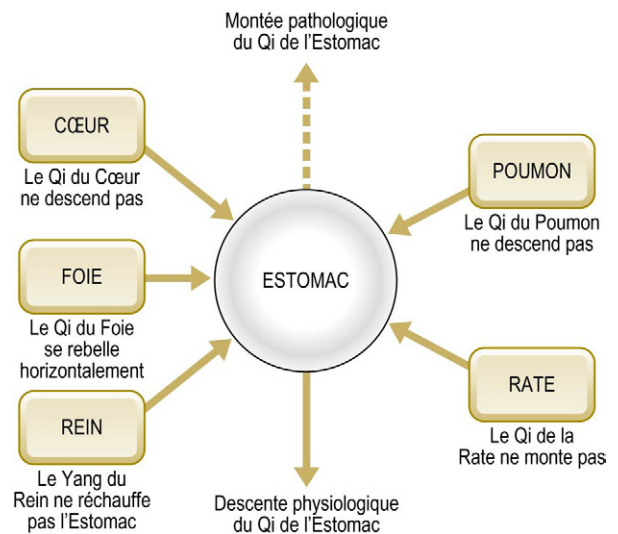 Montée pathologique
du Qi de l'Estomac
CŒUR
Le Qi du Cœur
ne descend pas
POUMON
Le Qi du Poumon
ne descend pas
FOIE
Le Qi du Foie
se rebelle
horizontalement
ESTOMAC
REIN
Le Yang du
Rein ne réchauffe
pas l'Estomac
RATE
Le Qi de la
Rate ne monte pas
Descente physiologique
du Qi de l'Estomac